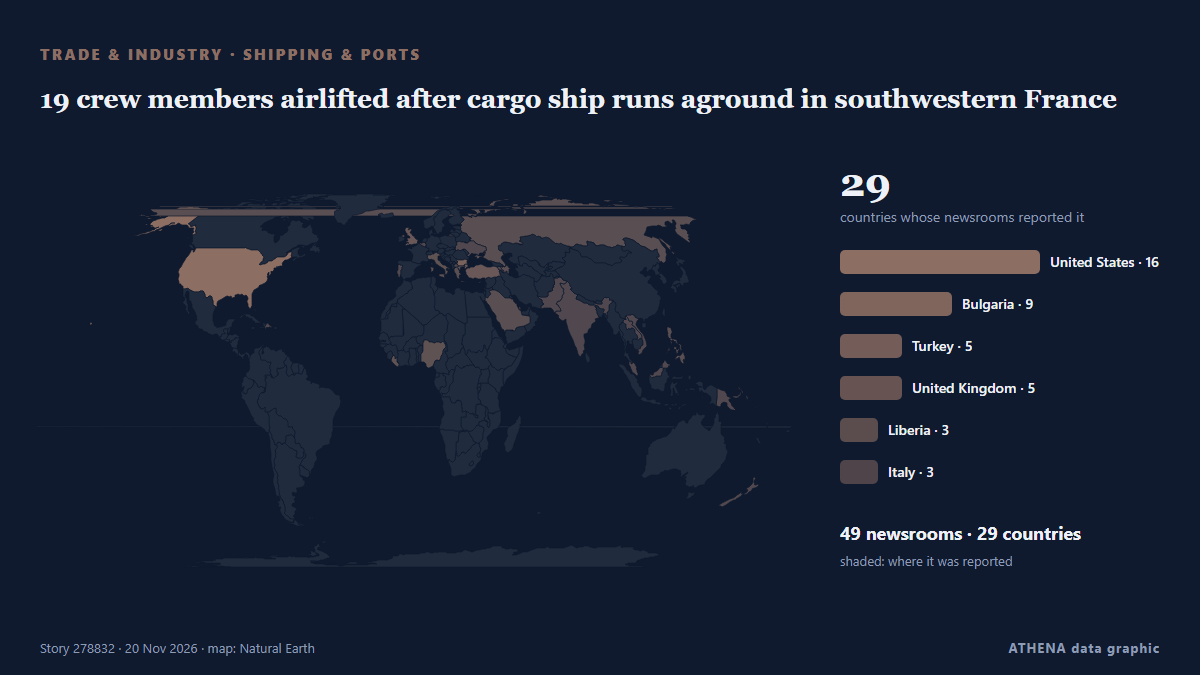 TRADE & INDUSTRY · SHIPPING & PORTS
19 crew members airlifted after cargo ship runs aground in southwestern France
29
countries whose newsrooms reported it
United States · 16
Bulgaria · 9
Turkey · 5
United Kingdom · 5
Liberia · 3
Italy · 3
49 newsrooms · 29 countries
shaded: where it was reported
Story 278832 · 20 Nov 2026 · map: Natural Earth
ATHENA data graphic